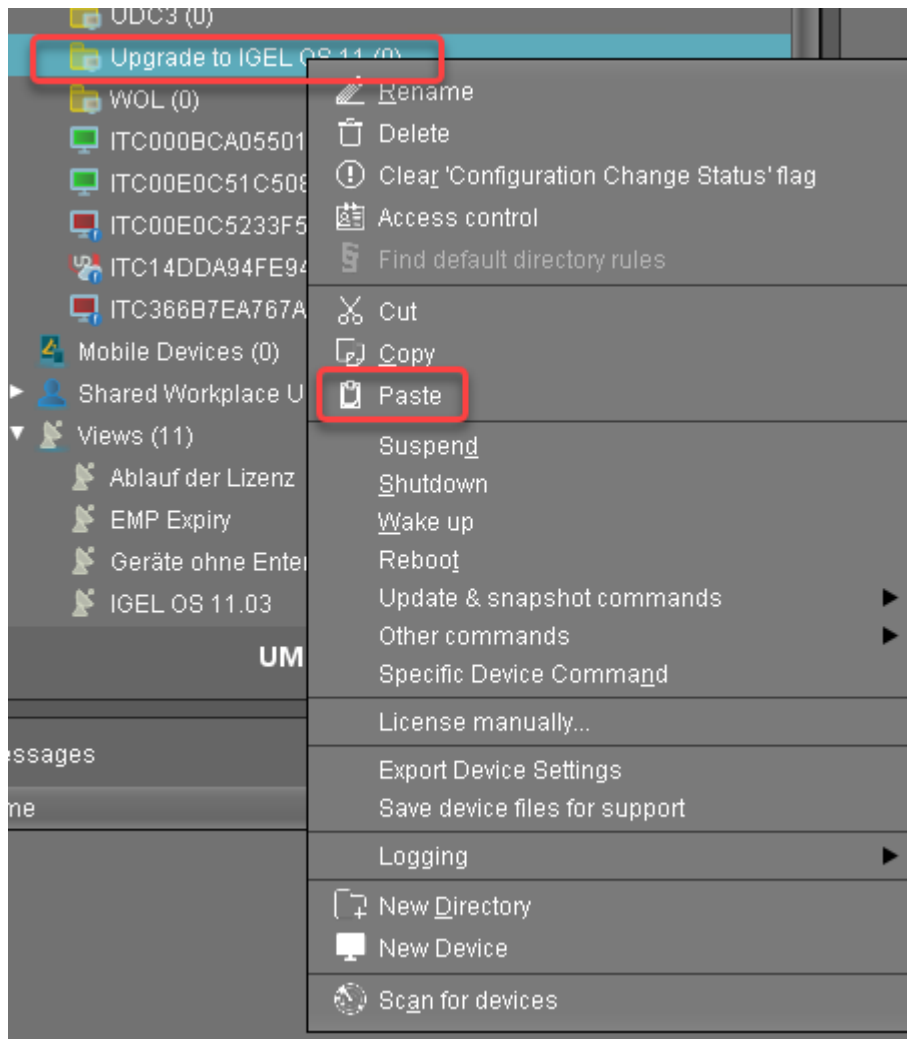 UDC3 (0)
Upgrade to IGEL OS 11 (0)
WOL (0)
ITC000BCA05501
ITC00E0C51C508
ITC00E0C5233F5
ITC14DDA94FE94
ITC366B7EA767A
Mobile Devices (0)
Shared Workplace U
Views (11)
Ablauf der Lizenz
EMP Expiry
Geräte ohne Enter
IGEL OS 11.03
UM
essages
me
Rename
Delete
Clear 'Configuration Change Status' flag
Access control
Find default directory rules
Cut
Copy
Paste
Suspend
Shutdown
Wake up
Reboot
Update & snapshot commands
Other commands
Specific Device Command
License manually...
Export Device Settings
Save device files for support
Logging
New Directory
New Device
Scan for devices